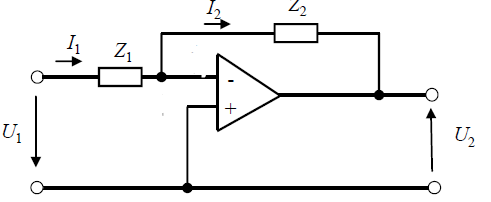 I₂
Z₂
I₁
Z₁
-
+
U₁
U₂